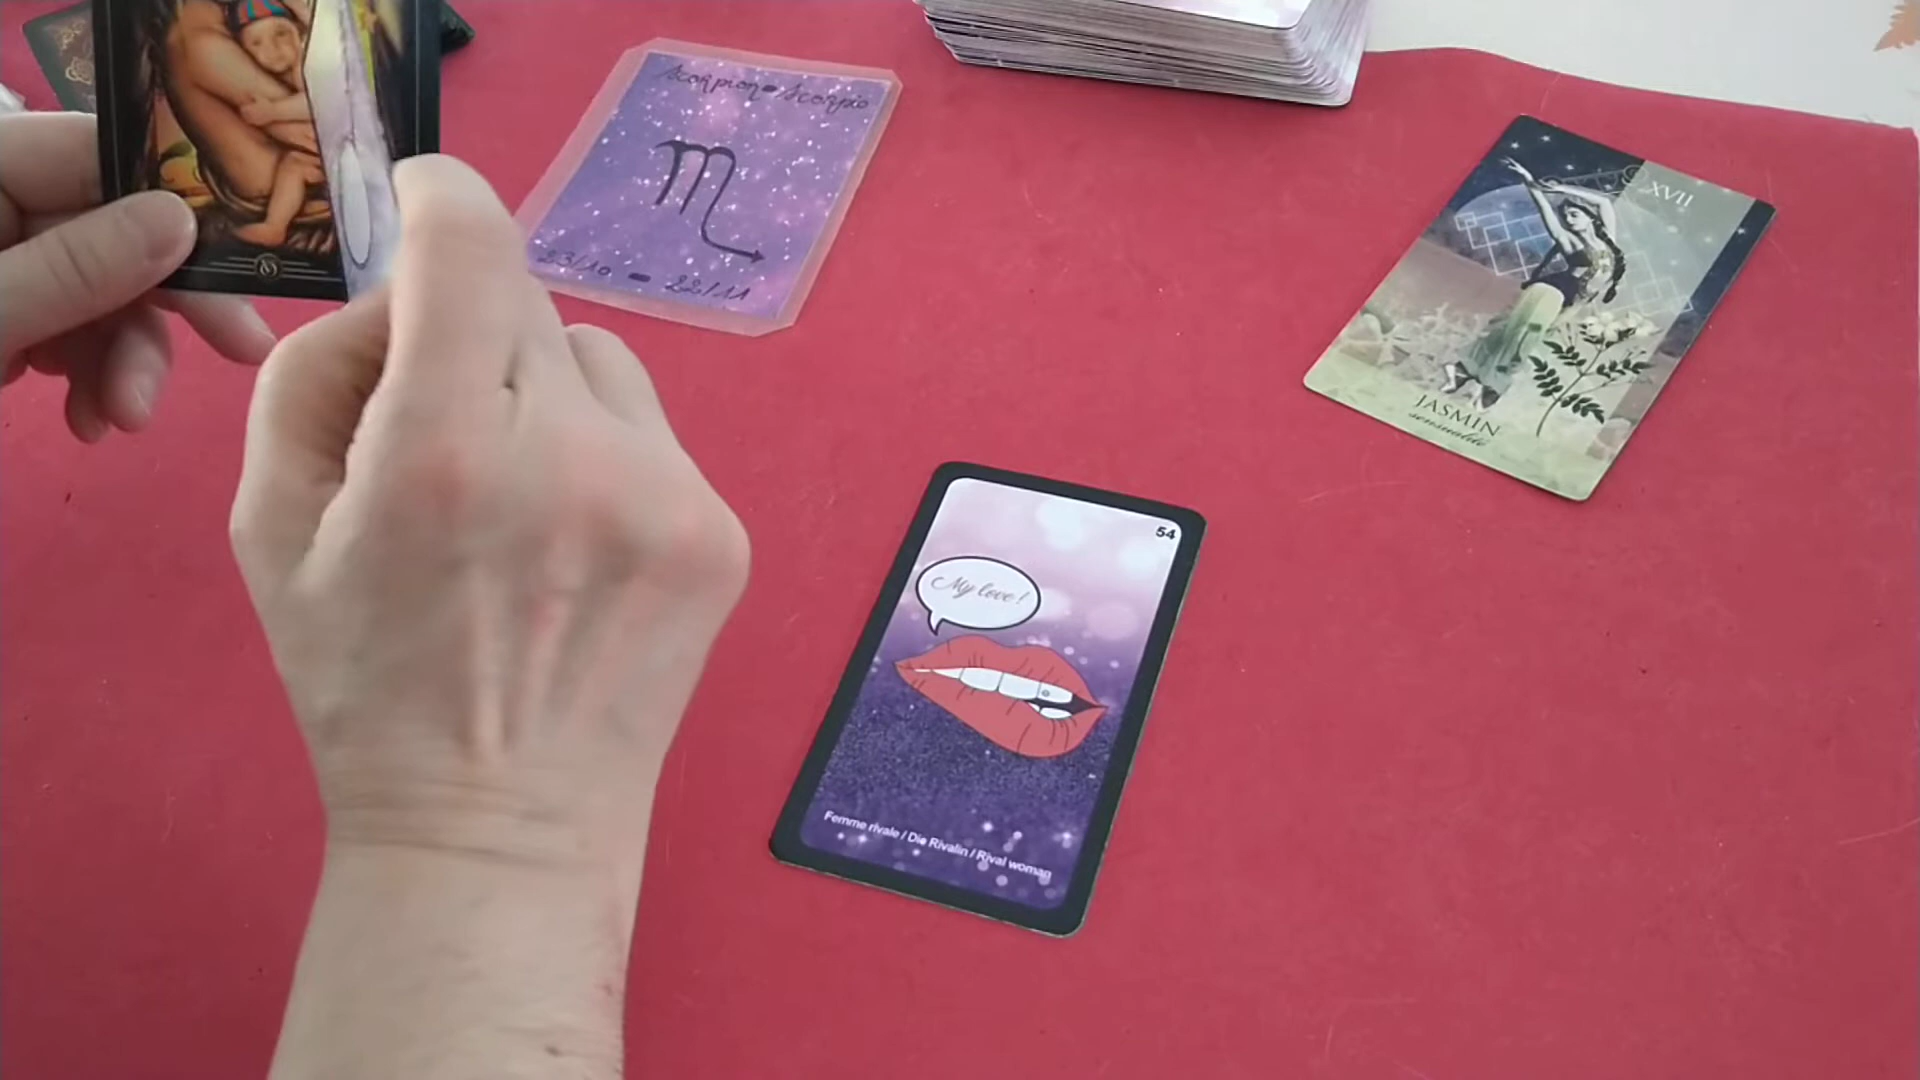 Scorpion - Scorpio
23/10 - 22/11
XVII
JASMIN
sensualité
54
My love!
Femme rivale / Die Rivalin / Rival woman